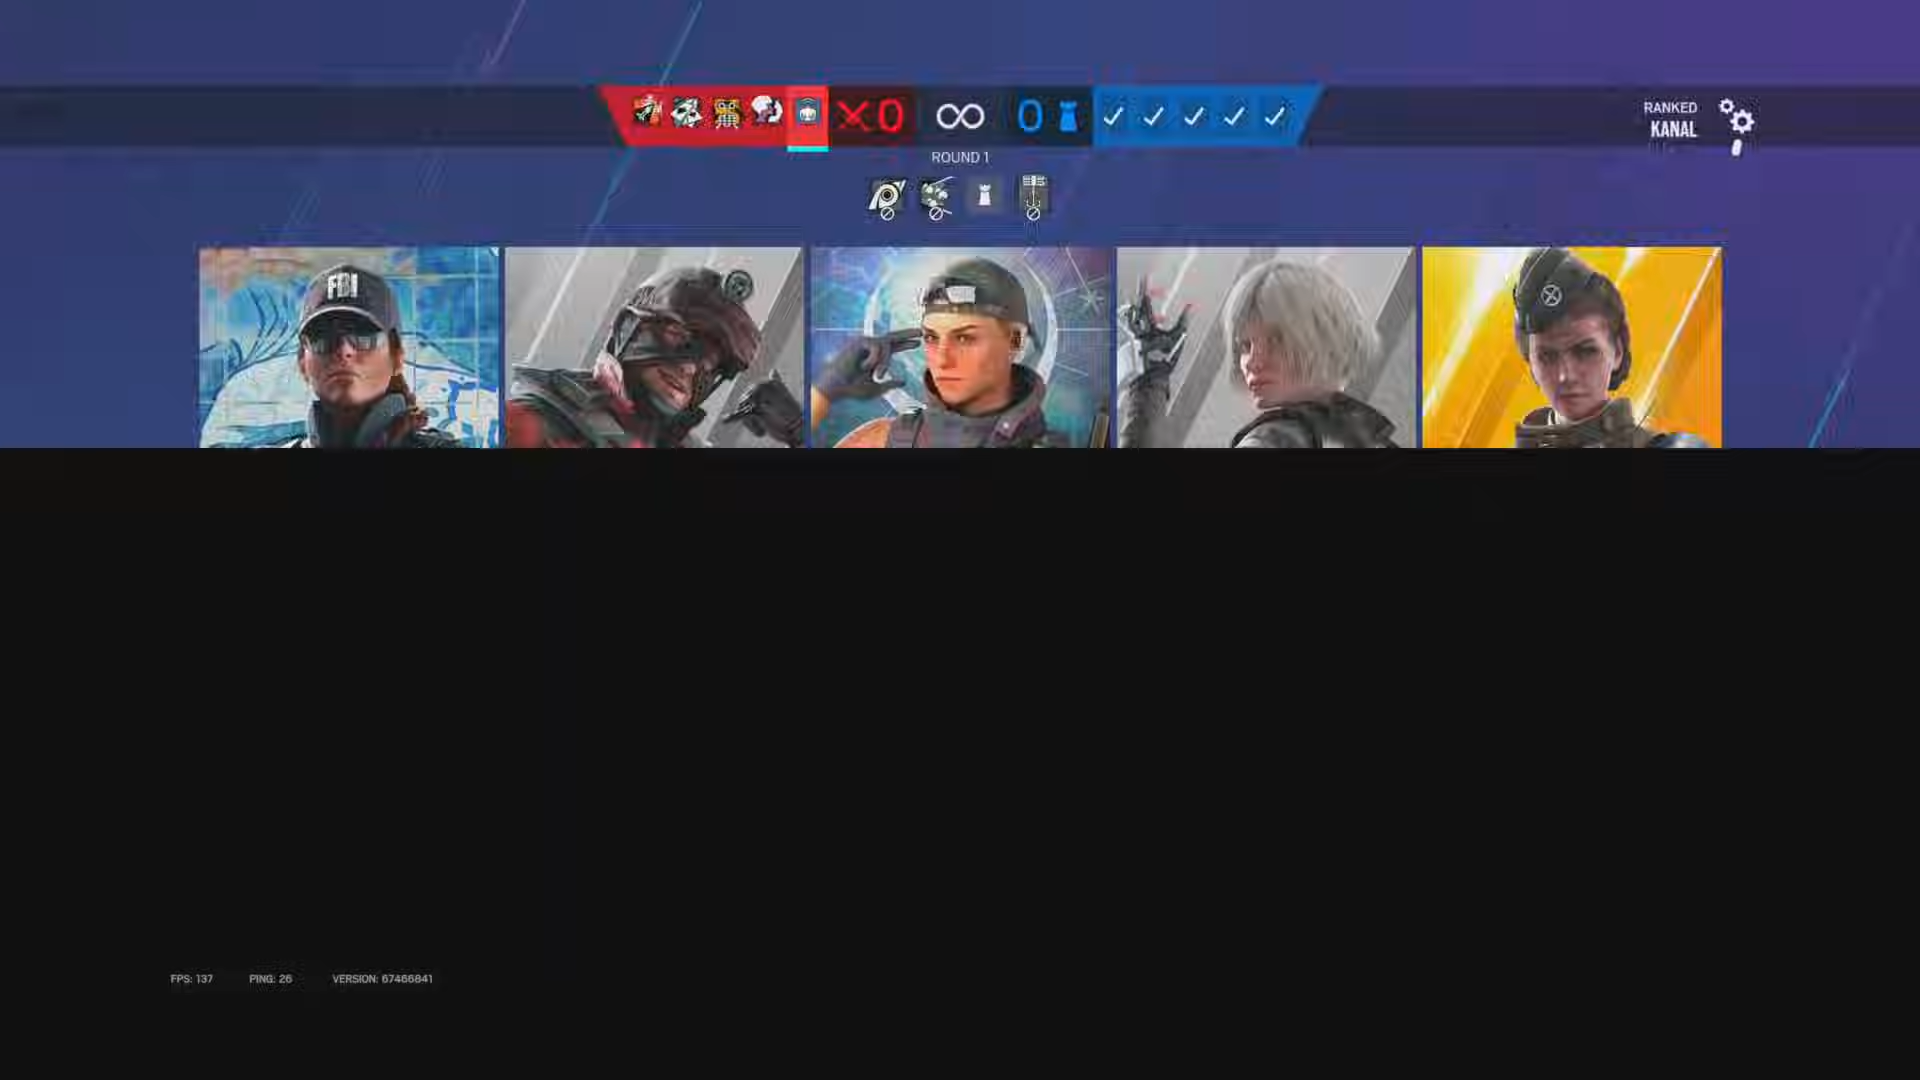 0
0
RANKED
KANAL
ROUND 1
FBI
FPS: 137 PING: 26 VERSION: 67466841